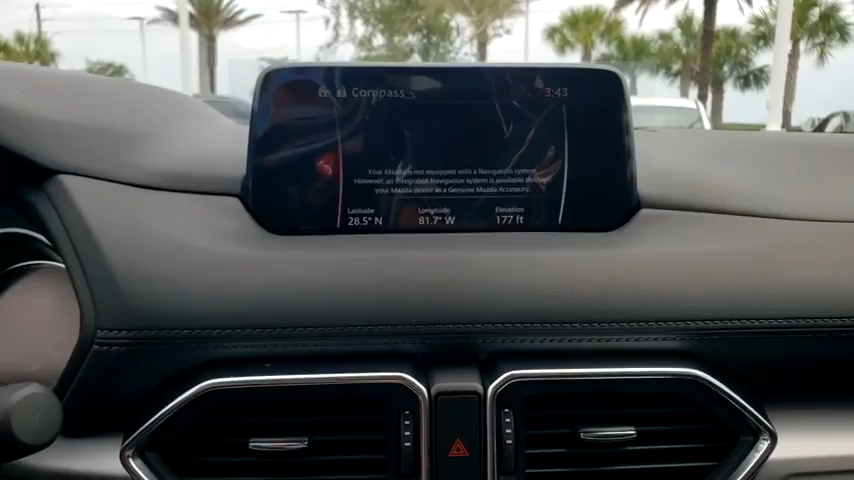 Compass 3:43
Your Mazda is not equipped with a Navigation system.
However, an Integrated Navigation system is available through
your Mazda dealer as a Genuine Mazda Accessory.
Latitude Longitude Elevation
28.5° N 81.7° W 177 ft